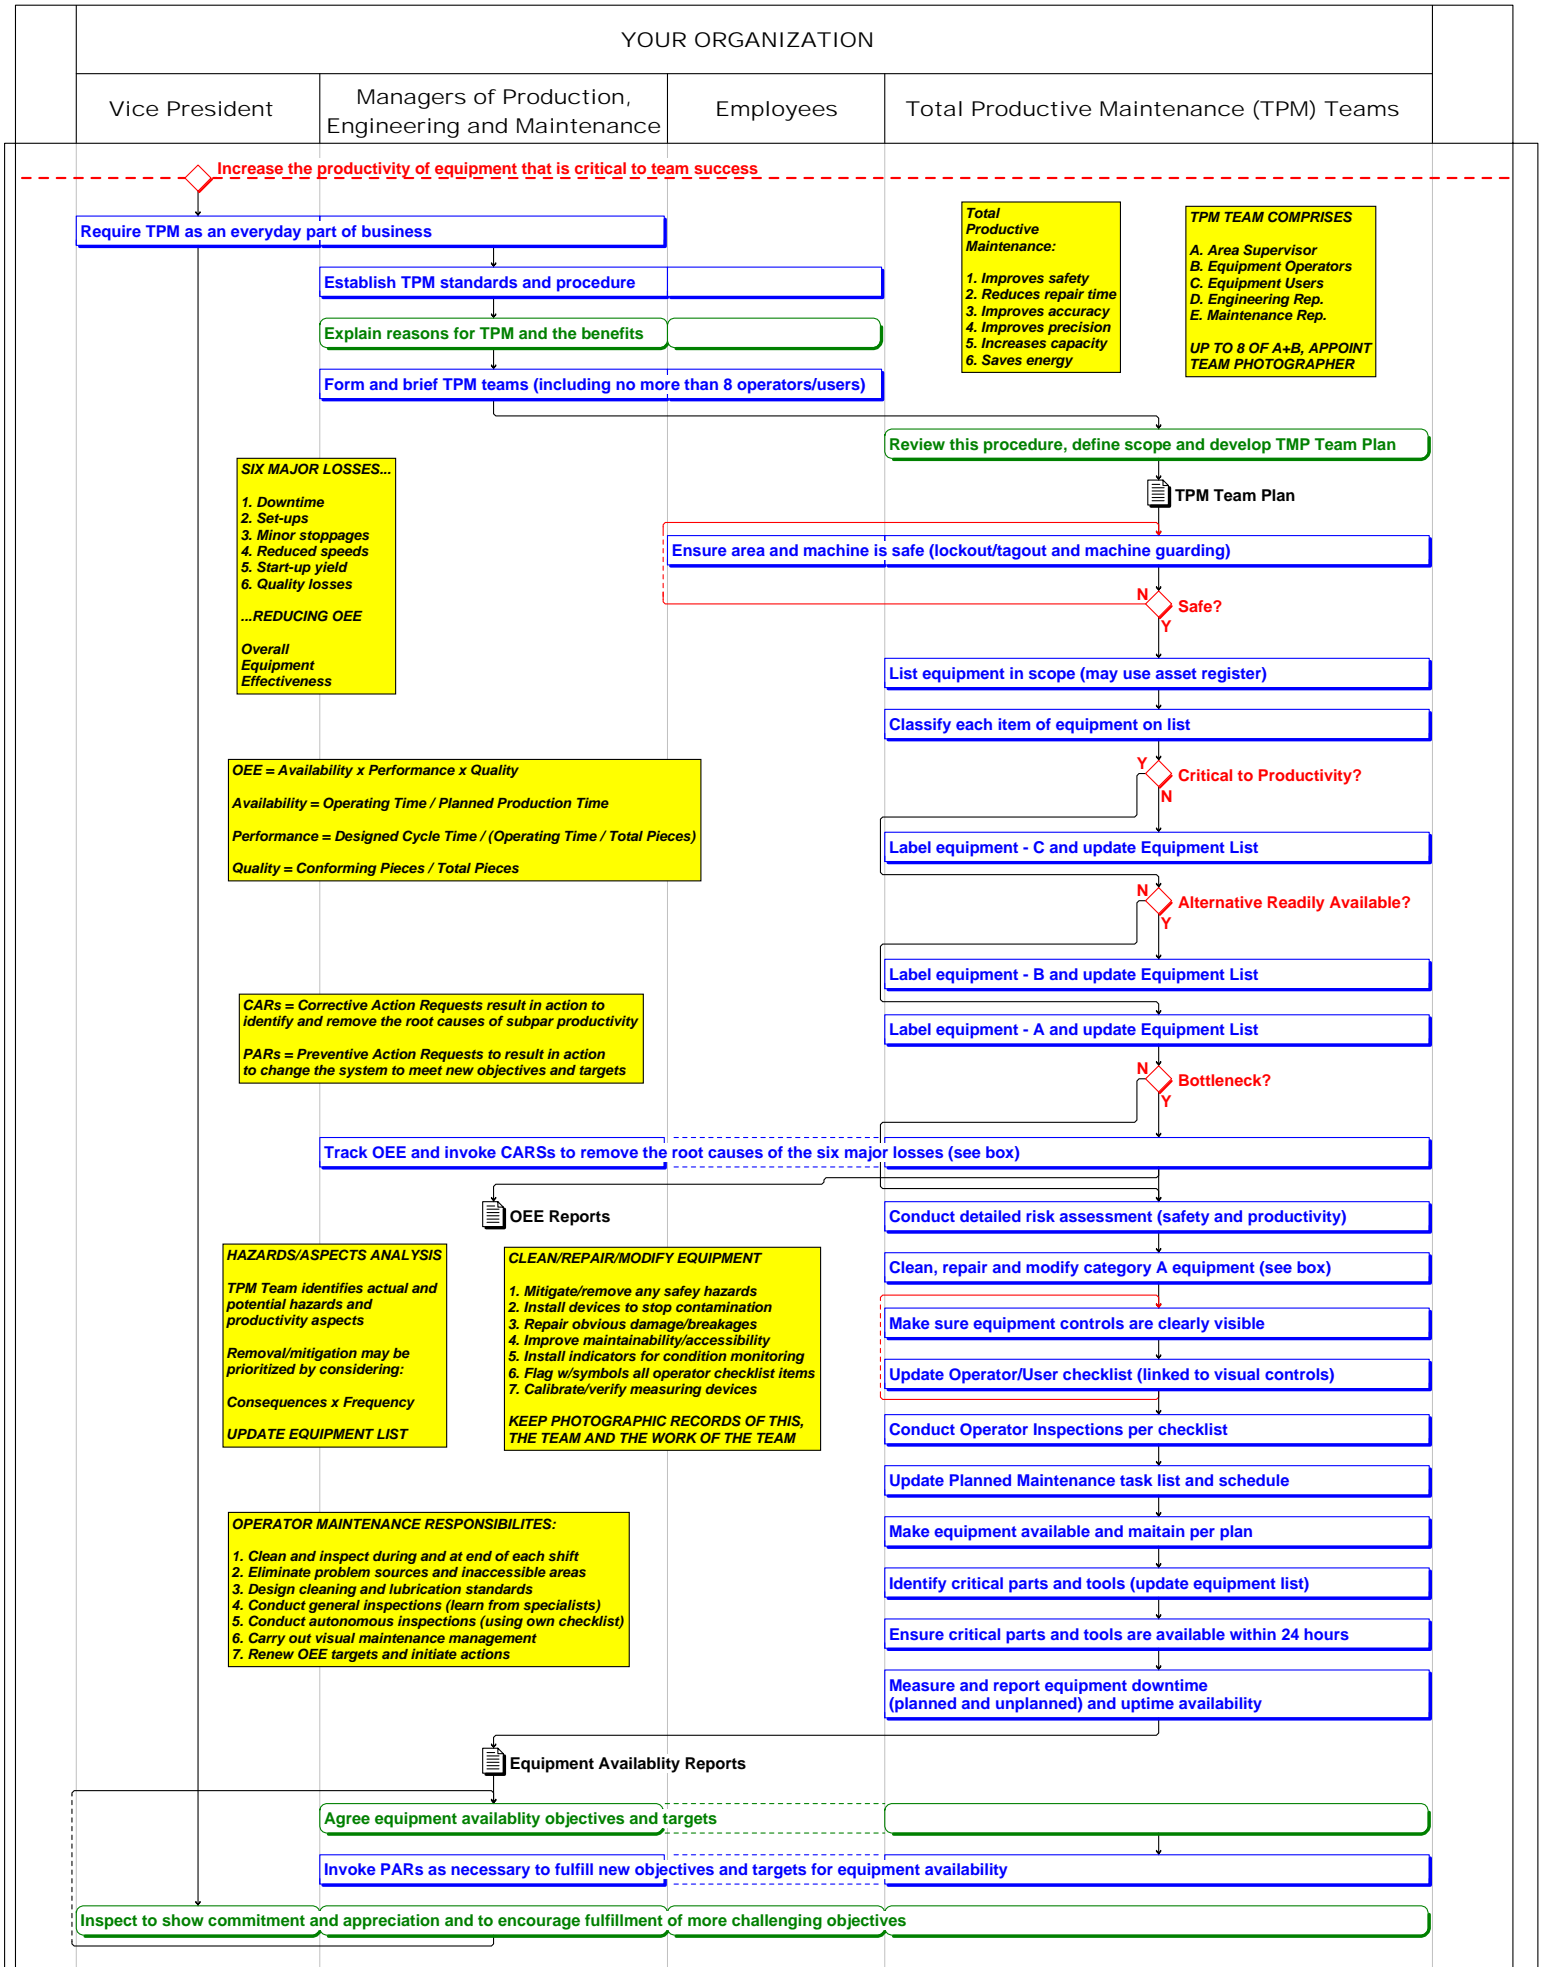 YOUR ORGANIZATION
Vice President
Managers of Production,
Engineering and Maintenance
Employees
Total Productive Maintenance (TPM) Teams
Increase the productivity of equipment that is critical to team success
Require TPM as an everyday part of business
Establish TPM standards and procedure
Explain reasons for TPM and the benefits
Form and brief TPM teams (including no more than 8 operators/users)
Total
Productive
Maintenance:
1. Improves safety
2. Reduces repair time
3. Improves accuracy
4. Improves precision
5. Increases capacity
6. Saves energy
TPM TEAM COMPRISES
A. Area Supervisor
B. Equipment Operators
C. Equipment Users
D. Engineering Rep.
E. Maintenance Rep.
UP TO 8 OF A+B, APPOINT
TEAM PHOTOGRAPHER
Review this procedure, define scope and develop TMP Team Plan
TPM Team Plan
SIX MAJOR LOSSES...
1. Downtime
2. Set-ups
3. Minor stoppages
4. Reduced speeds
5. Start-up yield
6. Quality losses
...REDUCING OEE
Overall
Equipment
Effectiveness
Ensure area and machine is safe (lockout/tagout and machine guarding)
N
Safe?
Y
List equipment in scope (may use asset register)
Classify each item of equipment on list
Y
Critical to Productivity?
N
OEE = Availability x Performance x Quality
Availability = Operating Time / Planned Production Time
Performance = Designed Cycle Time / (Operating Time / Total Pieces)
Quality = Conforming Pieces / Total Pieces
Label equipment - C and update Equipment List
N
Alternative Readily Available?
Y
Label equipment - B and update Equipment List
CARs = Corrective Action Requests result in action to
identify and remove the root causes of subpar productivity
PARs = Preventive Action Requests to result in action
to change the system to meet new objectives and targets
Label equipment - A and update Equipment List
N
Bottleneck?
Y
Track OEE and invoke CARSs to remove the root causes of the six major losses (see box)
OEE Reports
Conduct detailed risk assessment (safety and productivity)
Clean, repair and modify category A equipment (see box)
HAZARDS/ASPECTS ANALYSIS
TPM Team identifies actual and
potential hazards and
productivity aspects
Removal/mitigation may be
prioritized by considering:
Consequences x Frequency
UPDATE EQUIPMENT LIST
CLEAN/REPAIR/MODIFY EQUIPMENT
1. Mitigate/remove any safey hazards
2. Install devices to stop contamination
3. Repair obvious damage/breakages
4. Improve maintainability/accessibility
5. Install indicators for condition monitoring
6. Flag w/symbols all operator checklist items
7. Calibrate/verify measuring devices
KEEP PHOTOGRAPHIC RECORDS OF THIS,
THE TEAM AND THE WORK OF THE TEAM
Make sure equipment controls are clearly visible
Update Operator/User checklist (linked to visual controls)
Conduct Operator Inspections per checklist
Update Planned Maintenance task list and schedule
Make equipment available and maitain per plan
Identify critical parts and tools (update equipment list)
Ensure critical parts and tools are available within 24 hours
Measure and report equipment downtime
(planned and unplanned) and uptime availability
OPERATOR MAINTENANCE RESPONSIBILITES:
1. Clean and inspect during and at end of each shift
2. Eliminate problem sources and inaccessible areas
3. Design cleaning and lubrication standards
4. Conduct general inspections (learn from specialists)
5. Conduct autonomous inspections (using own checklist)
6. Carry out visual maintenance management
7. Renew OEE targets and initiate actions
Equipment Availablity Reports
Agree equipment availablity objectives and targets
Invoke PARs as necessary to fulfill new objectives and targets for equipment availability
Inspect to show commitment and appreciation and to encourage fulfillment of more challenging objectives